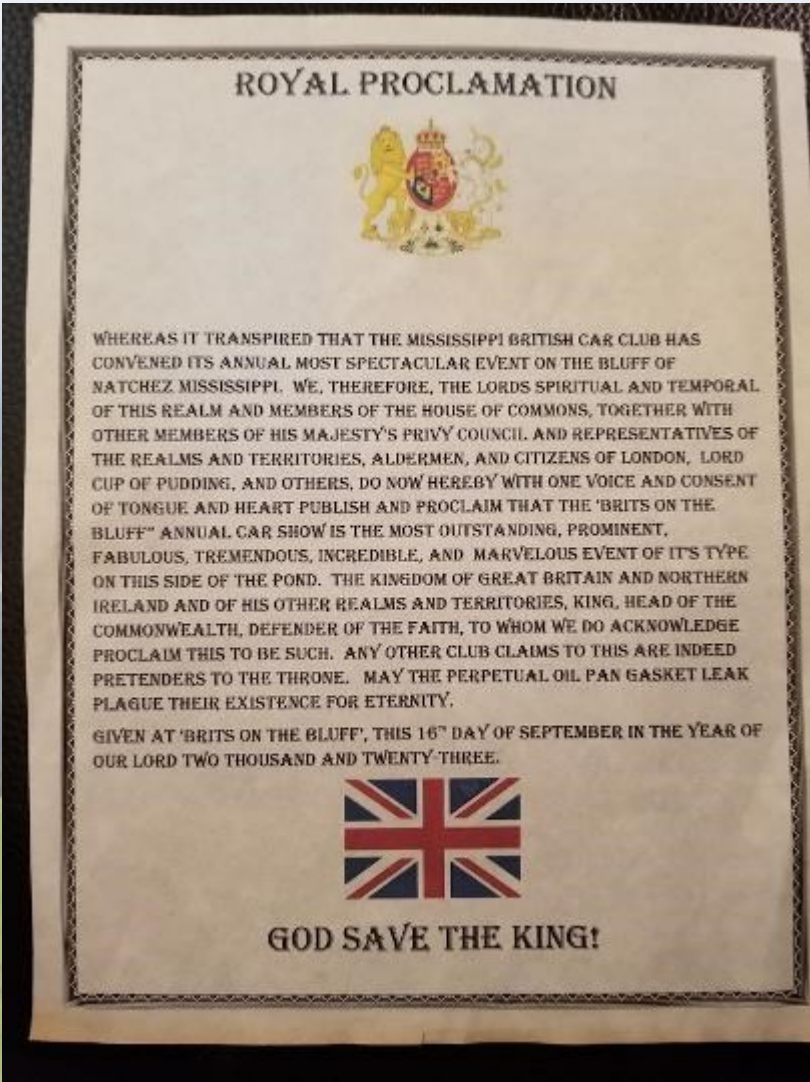 ROYAL PROCLAMATION
WHEREAS IT TRANSPIRED THAT THE MISSISSIPPI BRITISH CAR CLUB HAS
CONVENED ITS ANNUAL MOST SPECTACULAR EVENT ON THE BLUFF OF
NATCHEZ MISSISSIPPI. WE, THEREFORE, THE LORDS SPIRITUAL AND TEMPORAL
OF THIS REALM AND MEMBERS OF THE HOUSE OF COMMONS, TOGETHER WITH
OTHER MEMBERS OF HIS MAJESTY'S PRIVY COUNCIL AND REPRESENTATIVES OF
THE REALMS AND TERRITORIES, ALDERMEN, AND CITIZENS OF LONDON, LORD
CUP OF PUDDING, AND OTHERS, DO NOW HEREBY WITH ONE VOICE AND CONSENT
OF TONGUE AND HEART PUBLISH AND PROCLAIM THAT THE 'BRITS ON THE
BLUFF" ANNUAL CAR SHOW IS THE MOST OUTSTANDING, PROMINENT,
FABULOUS, TREMENDOUS, INCREDIBLE, AND MARVELOUS EVENT OF IT'S TYPE
ON THIS SIDE OF THE POND. THE KINGDOM OF GREAT BRITAIN AND NORTHERN
IRELAND AND OF HIS OTHER REALMS AND TERRITORIES, KING, HEAD OF THE
COMMONWEALTH, DEFENDER OF THE FAITH, TO WHOM WE DO ACKNOWLEDGE
PROCLAIM THIS TO BE SUCH. ANY OTHER CLUB CLAIMS TO THIS ARE INDEED
PRETENDERS TO THE THRONE. MAY THE PERPETUAL OIL PAN GASKET LEAK
PLAGUE THEIR EXISTENCE FOR ETERNITY.
GIVEN AT 'BRITS ON THE BLUFF', THIS 16TH DAY OF SEPTEMBER IN THE YEAR OF
OUR LORD TWO THOUSAND AND TWENTY-THREE.
GOD SAVE THE KING!